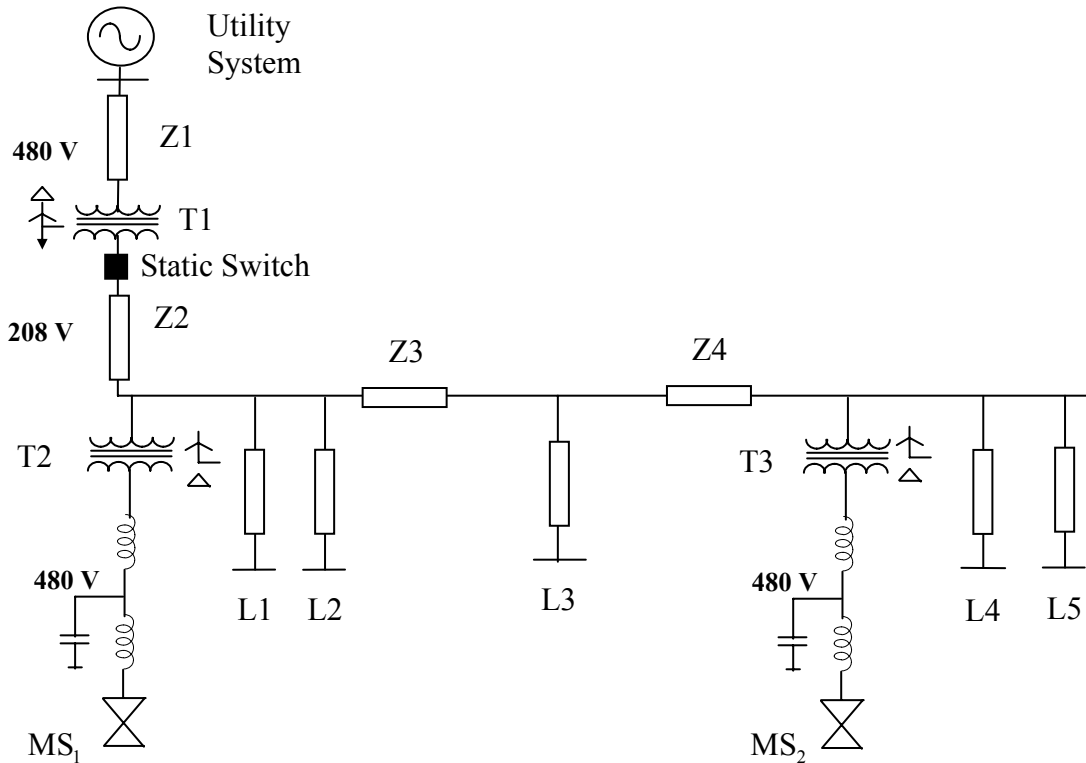 Utility
System
Z1
480 V
T1
Static Switch
Z2
208 V
Z3
Z4
T2
T3
480 V
480 V
L1
L2
L3
L4
L5
MS₁
MS₂